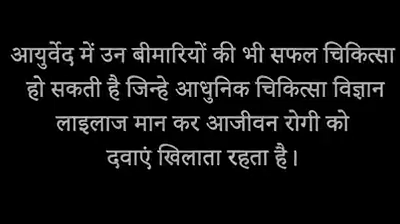 आयुर्वेद में उन बीमारियों की भी सफल चिकित्सा
हो सकती है जिन्हे आधुनिक चिकित्सा विज्ञान
लाइलाज मान कर आजीवन रोगी को
दवाएं खिलाता रहता है।